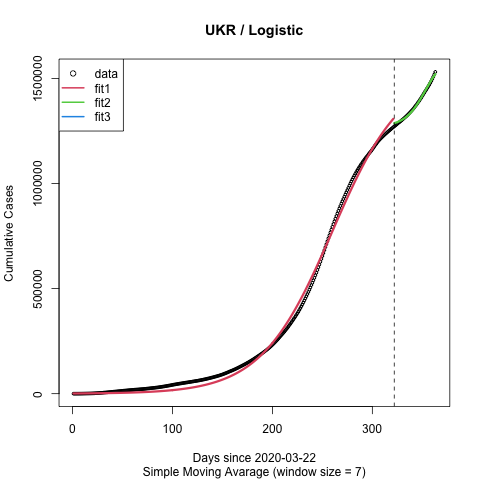 UKR / Logistic
data
fit1
fit2
fit3
Cumulative Cases
0
500000
1000000
1500000
0
100
200
300
Days since 2020-03-22
Simple Moving Avarage (window size = 7)